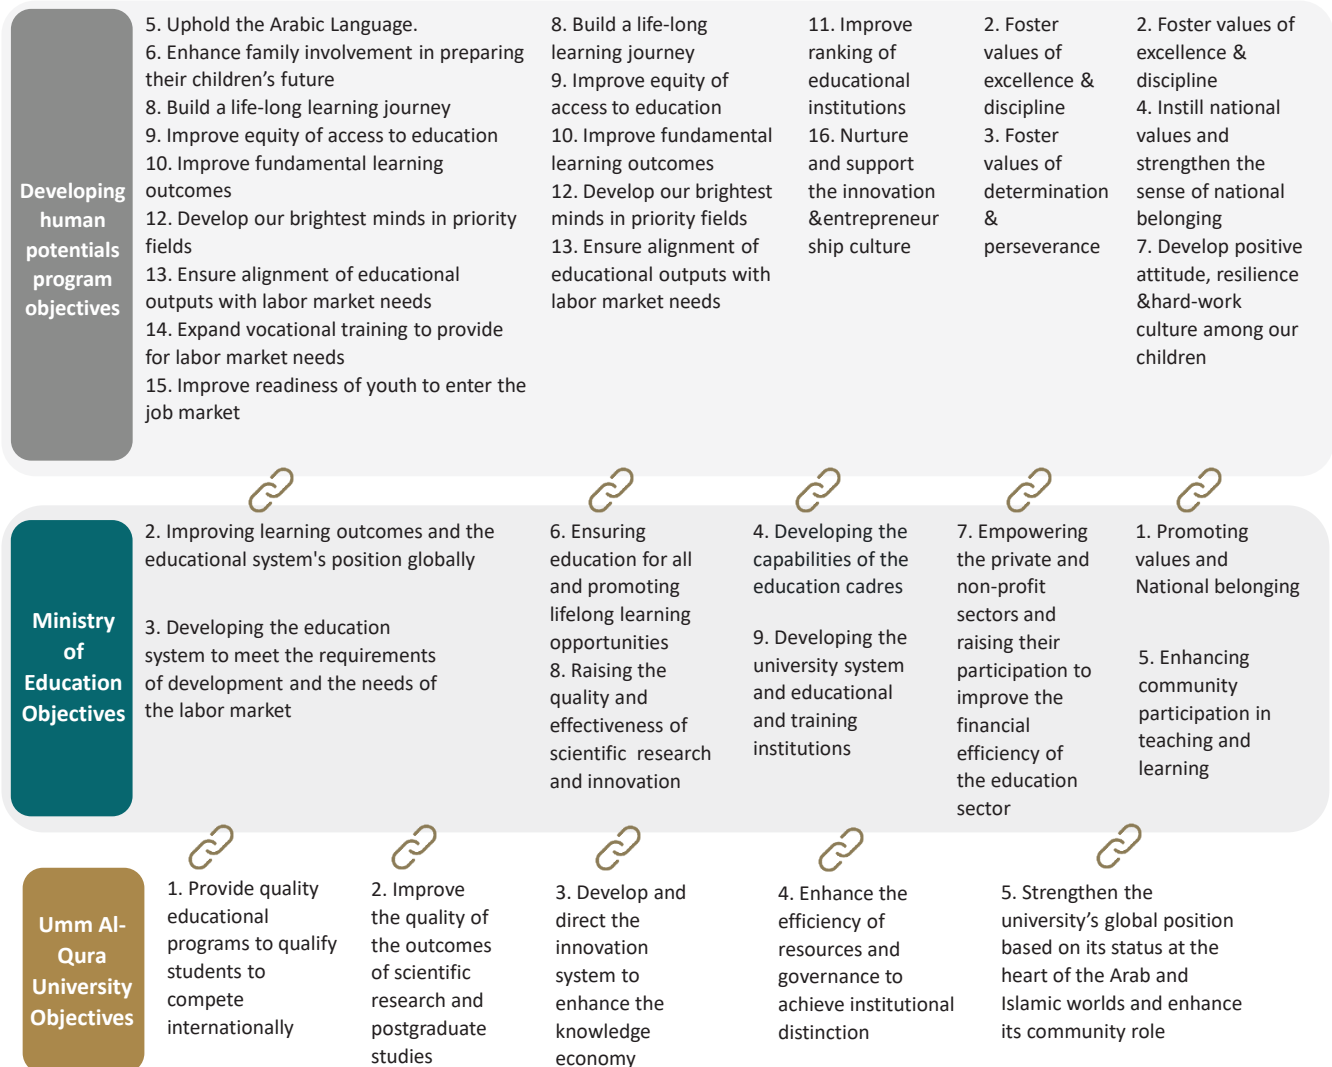 Developing
human
potentials
program
objectives
5. Uphold the Arabic Language.
6. Enhance family involvement in preparing
their children’s future
8. Build a life-long learning journey
9. Improve equity of access to education
10. Improve fundamental learning
outcomes
12. Develop our brightest minds in priority
fields
13. Ensure alignment of educational
outputs with labor market needs
14. Expand vocational training to provide
for labor market needs
15. Improve readiness of youth to enter the
job market
8. Build a life-long
learning journey
9. Improve equity of
access to education
10. Improve fundamental
learning outcomes
12. Develop our brightest
minds in priority fields
13. Ensure alignment of
educational outputs with
labor market needs
11. Improve
ranking of
educational
institutions
16. Nurture
and support
the innovation
&entrepreneur
ship culture
2. Foster
values of
excellence &
discipline
3. Foster
values of
determination
&
perseverance
2. Foster values of
excellence &
discipline
4. Instill national
values and
strengthen the
sense of national
belonging
7. Develop positive
attitude, resilience
&hard-work
culture among our
children
Ministry
of
Education
Objectives
2. Improving learning outcomes and the
educational system's position globally
3. Developing the education
system to meet the requirements
of development and the needs of
the labor market
6. Ensuring
education for all
and promoting
lifelong learning
opportunities
8. Raising the
quality and
effectiveness of
scientific research
and innovation
4. Developing the
capabilities of the
education cadres
9. Developing the
university system
and educational
and training
institutions
7. Empowering
the private and
non-profit
sectors and
raising their
participation to
improve the
financial
efficiency of
the education
sector
1. Promoting
values and
National belonging
5. Enhancing
community
participation in
teaching and
learning
Umm Al-
Qura
University
Objectives
1. Provide quality
educational
programs to qualify
students to
compete
internationally
2. Improve
the quality of
the outcomes
of scientific
research and
postgraduate
studies
3. Develop and
direct the
innovation
system to
enhance the
knowledge
economy
4. Enhance the
efficiency of
resources and
governance to
achieve institutional
distinction
5. Strengthen the
university’s global position
based on its status at the
heart of the Arab and
Islamic worlds and enhance
its community role